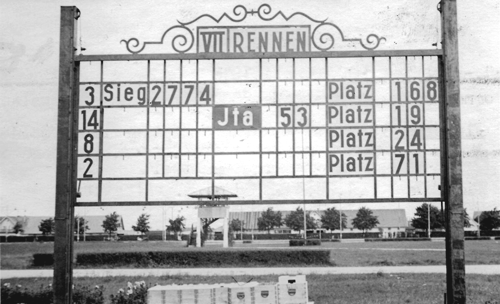 VII RENNEN
3 Sieg 2774 Platz 168
14 Jta 53 Platz 19
8 Platz 24
2 Platz 71